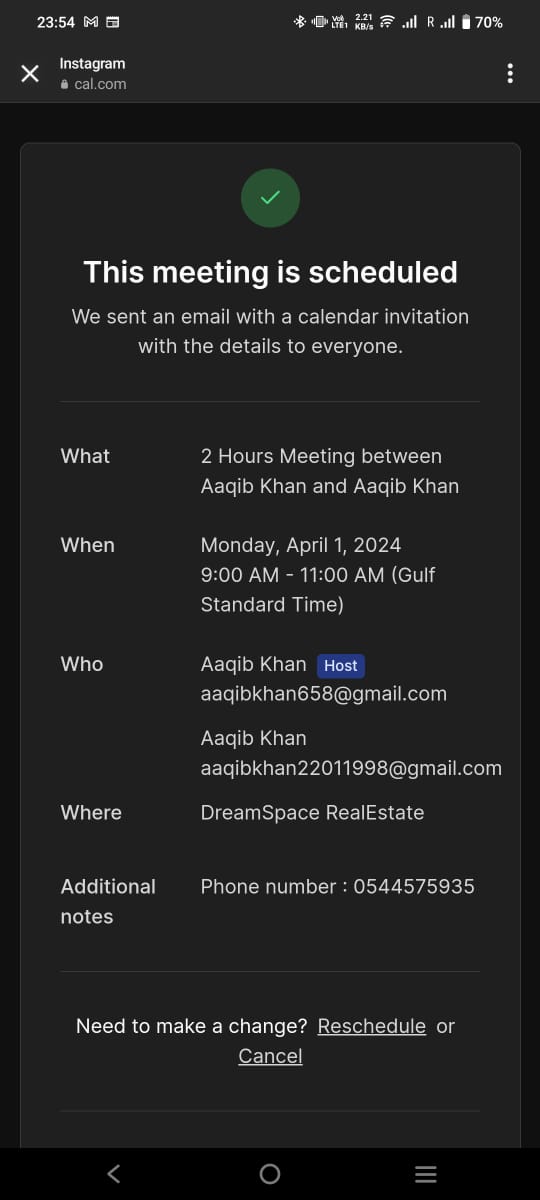 23:54 Vo) LTE1 2.21 KB/s R 70%
Instagram
cal.com
This meeting is scheduled
We sent an email with a calendar invitation
with the details to everyone.
What
2 Hours Meeting between
Aaqib Khan and Aaqib Khan
When
Monday, April 1, 2024
9:00 AM - 11:00 AM (Gulf
Standard Time)
Who
Aaqib Khan Host
aaqibkhan658@gmail.com
Aaqib Khan
aaqibkhan22011998@gmail.com
Where
DreamSpace RealEstate
Additional
notes
Phone number : 0544575935
Need to make a change? Reschedule or
Cancel